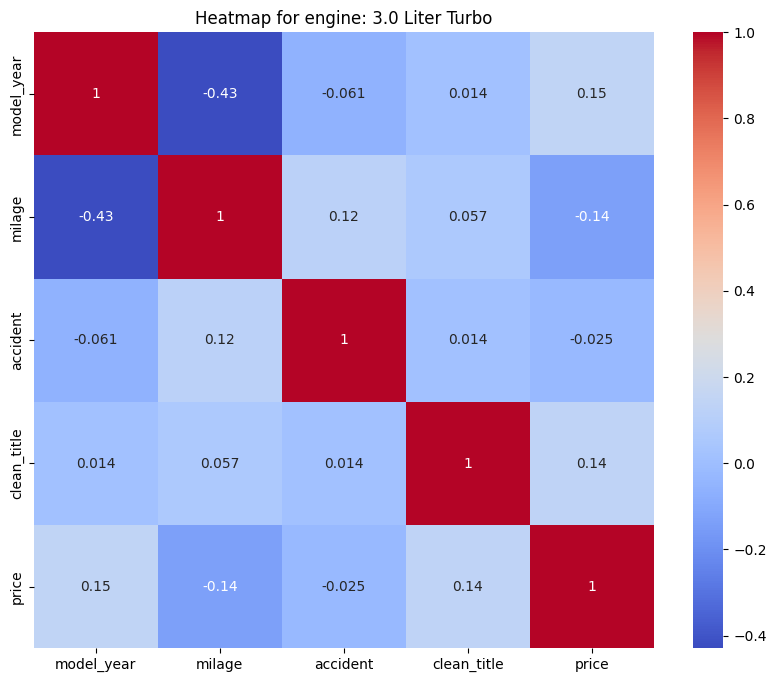 Heatmap for engine: 3.0 Liter Turbo
model_year 1 -0.43 -0.061 0.014 0.15
milage -0.43 1 0.12 0.057 -0.14
accident -0.061 0.12 1 0.014 -0.025
clean_title 0.014 0.057 0.014 1 0.14
price 0.15 -0.14 -0.025 0.14 1
model_year milage accident clean_title price
1.0
0.8
0.6
0.4
0.2
0.0
−0.2
−0.4